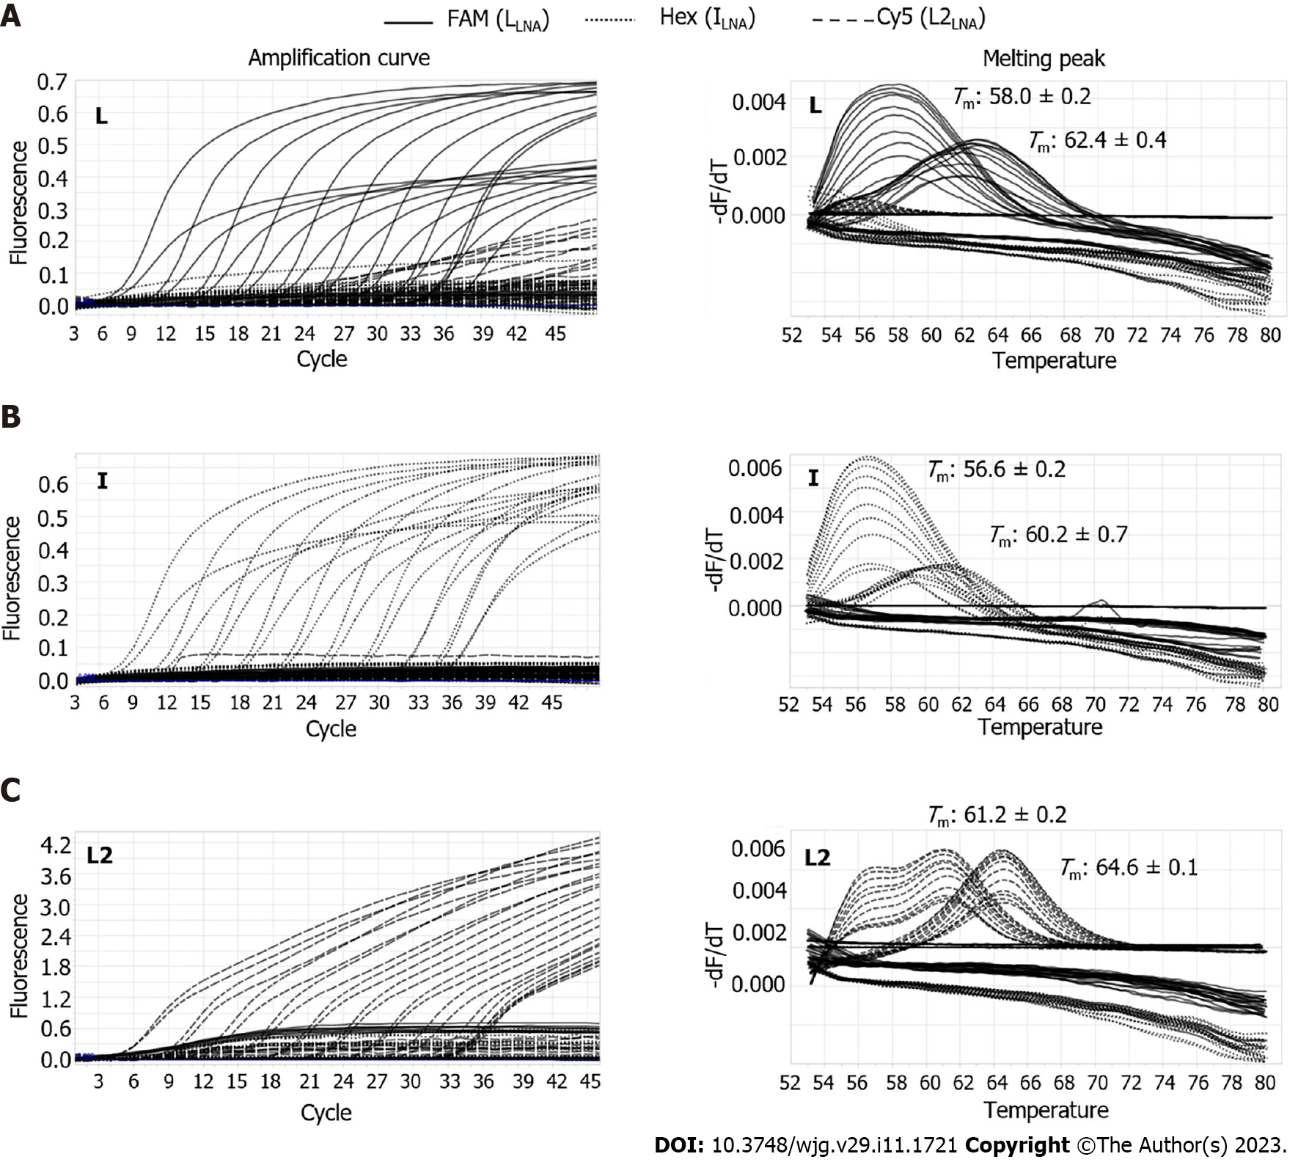 A
FAM (L_LNA) Hex (I_LNA) Cy5 (L2_LNA)
Amplification curve
Melting peak
L
Fluorescence
0.7
0.6
0.5
0.4
0.3
0.2
0.1
0.0
3 6 9 12 15 18 21 24 27 30 33 36 39 42 45
Cycle
L
-dF/dT
T_m: 58.0 ± 0.2
T_m: 62.4 ± 0.4
0.004
0.002
0.000
52 54 56 58 60 62 64 66 68 70 72 74 76 78 80
Temperature
B
I
Fluorescence
0.6
0.5
0.4
0.3
0.2
0.1
0.0
3 6 9 12 15 18 21 24 27 30 33 36 39 42 45
Cycle
I
-dF/dT
T_m: 56.6 ± 0.2
T_m: 60.2 ± 0.7
0.006
0.004
0.002
0.000
52 54 56 58 60 62 64 66 68 70 72 74 76 78 80
Temperature
C
L2
Fluorescence
4.2
3.6
3.0
2.4
1.8
1.2
0.6
0.0
3 6 9 12 15 18 21 24 27 30 33 36 39 42 45
Cycle
L2
-dF/dT
T_m: 61.2 ± 0.2
T_m: 64.6 ± 0.1
0.006
0.004
0.002
0.000
52 54 56 58 60 62 64 66 68 70 72 74 76 78 80
Temperature
DOI: 10.3748/wjg.v29.i11.1721 Copyright ©The Author(s) 2023.